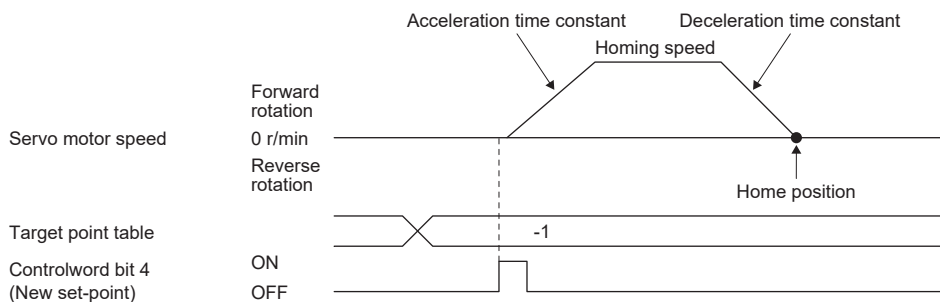 Acceleration time constant
Deceleration time constant
Homing speed
Forward
rotation
Servo motor speed
0 r/min
Reverse
rotation
Home position
Target point table
-1
Controlword bit 4
(New set-point)
ON
OFF